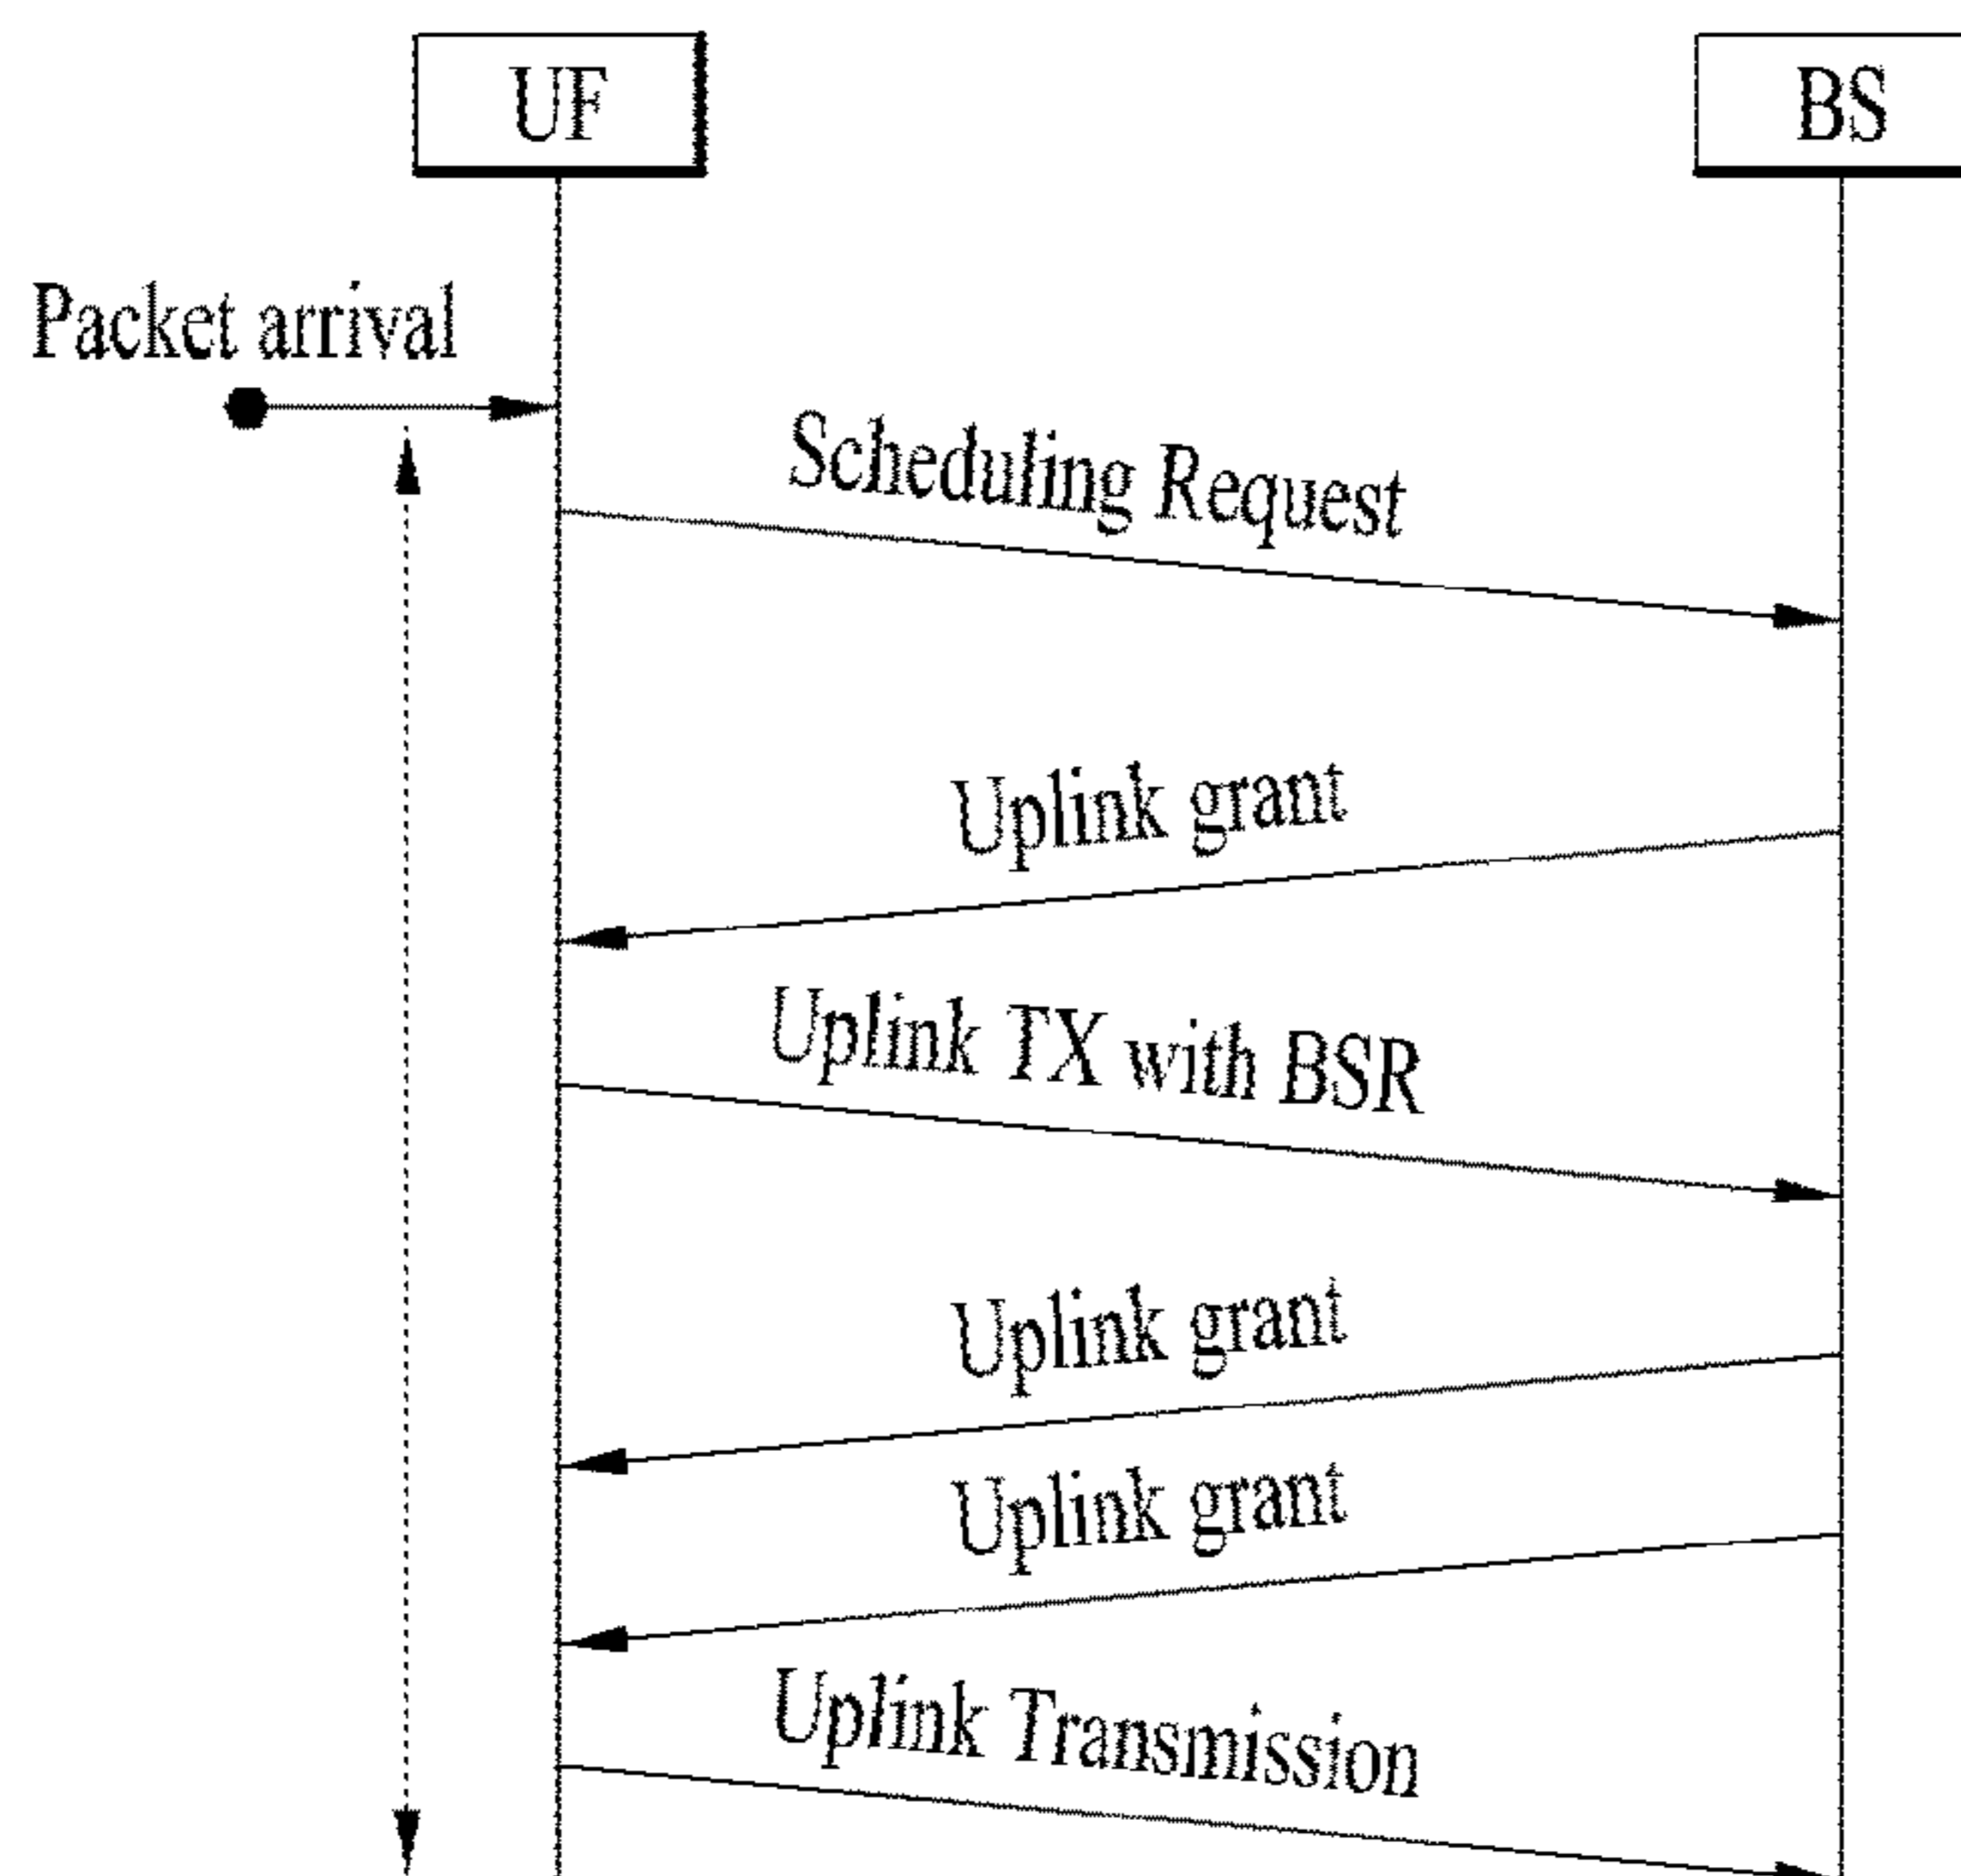 UF
BS
Packet arrival
Scheduling Request
Uplink grant
Uplink TX with BSR
Uplink grant
Uplink grant
Uplink Transmission